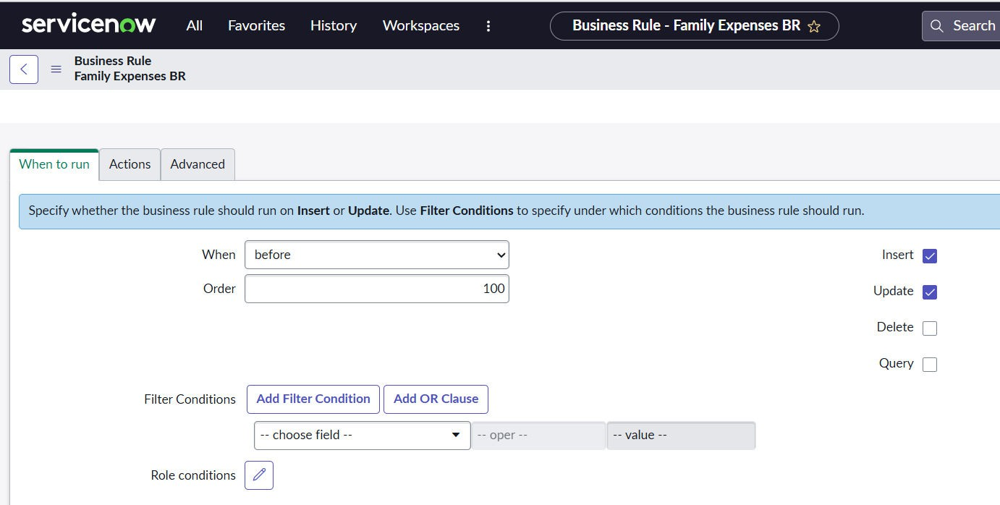 servicenow All Favorites History Workspaces Business Rule - Family Expenses BR Search
Business Rule
Family Expenses BR
When to run Actions Advanced
Specify whether the business rule should run on Insert or Update. Use Filter Conditions to specify under which conditions the business rule should run.
When before Insert
Order 100
Update
Delete
Query
Filter Conditions Add Filter Condition Add OR Clause
-- choose field -- -- oper -- -- value --
Role conditions